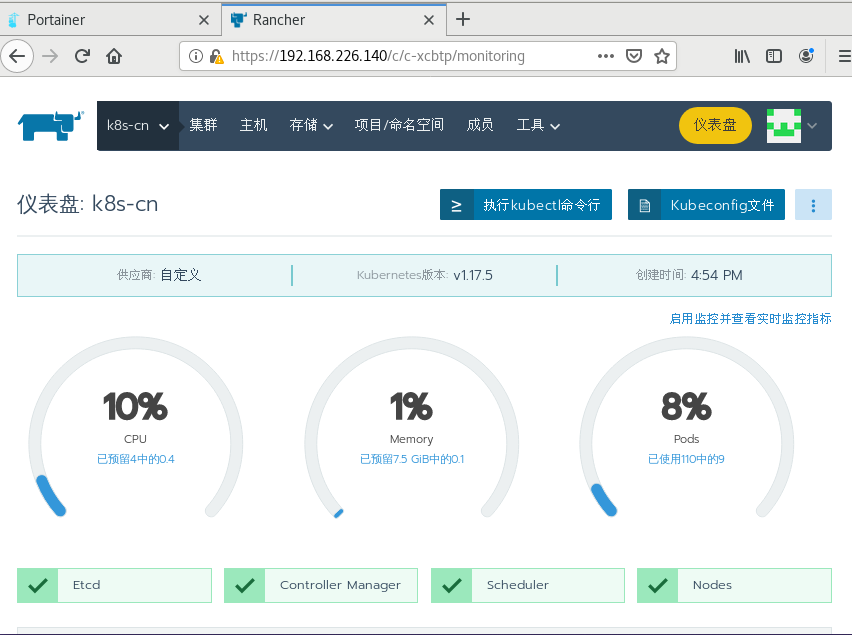 Portainer
Rancher
https://192.168.226.140/c/c-xcbtp/monitoring
k8s-cn 集群 主机 存储 项目/命名空间 成员 工具 仪表盘
仪表盘: k8s-cn
执行kubectl命令行 Kubeconfig文件
供应商: 自定义 Kubernetes版本: v1.17.5 创建时间: 4:54 PM
启用监控并查看实时监控指标
10% 1% 8%
CPU Memory Pods
已预留4中的0.4 已预留7.5 GiB中的0.1 已使用110中的9
Etcd Controller Manager Scheduler Nodes